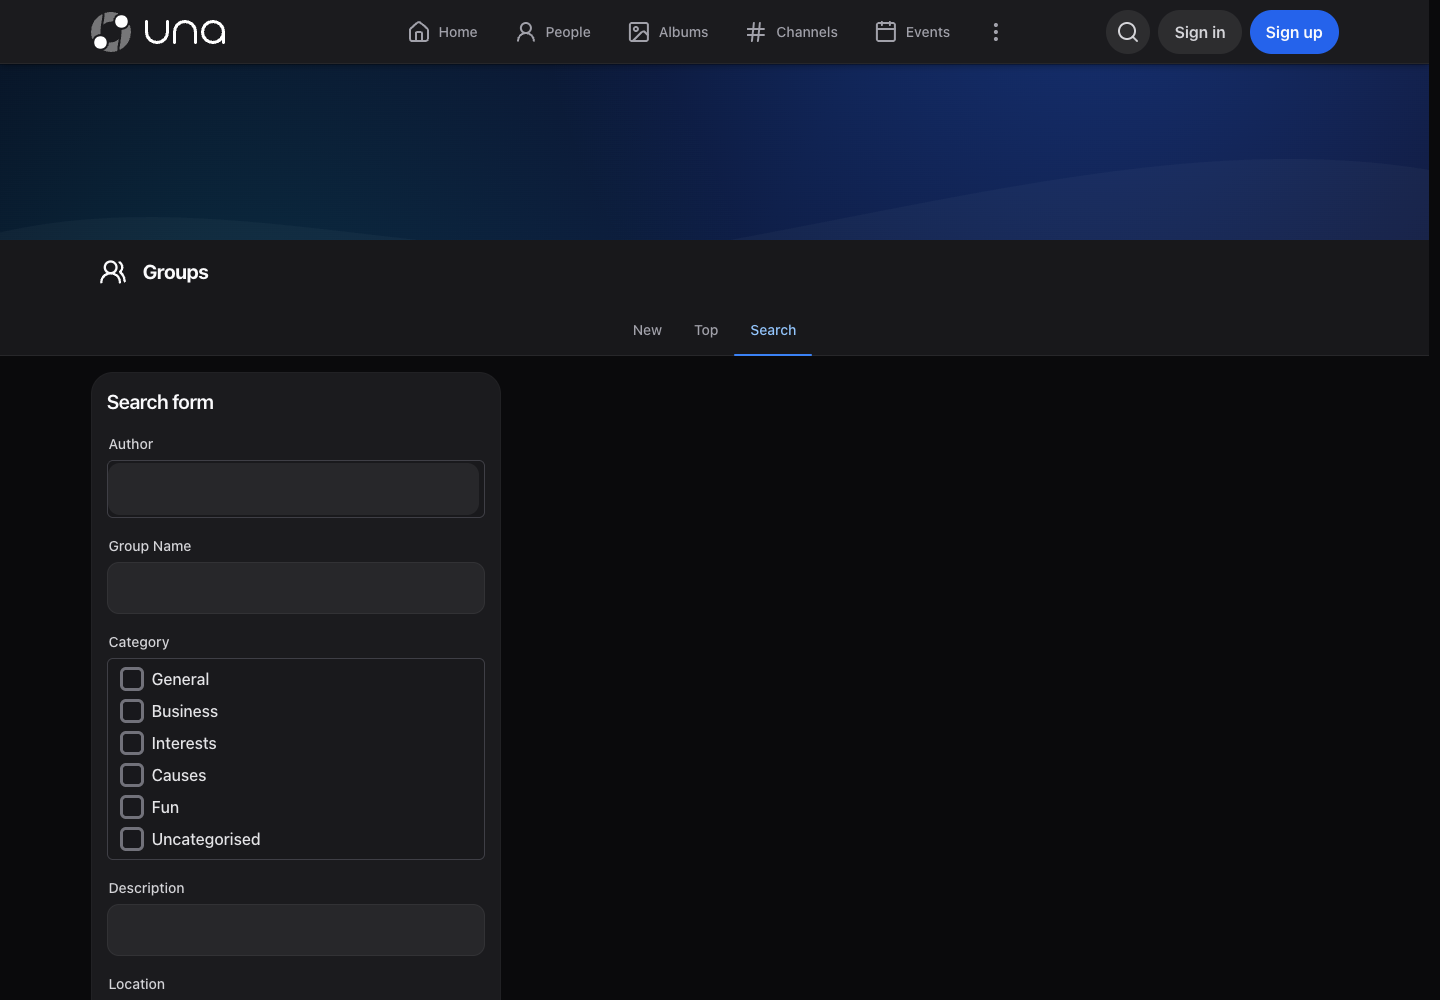 una
Home
People
Albums
Channels
Events
Sign in
Sign up
Groups
New
Top
Search
Search form
Author
Group Name
Category
General
Business
Interests
Causes
Fun
Uncategorised
Description
Location